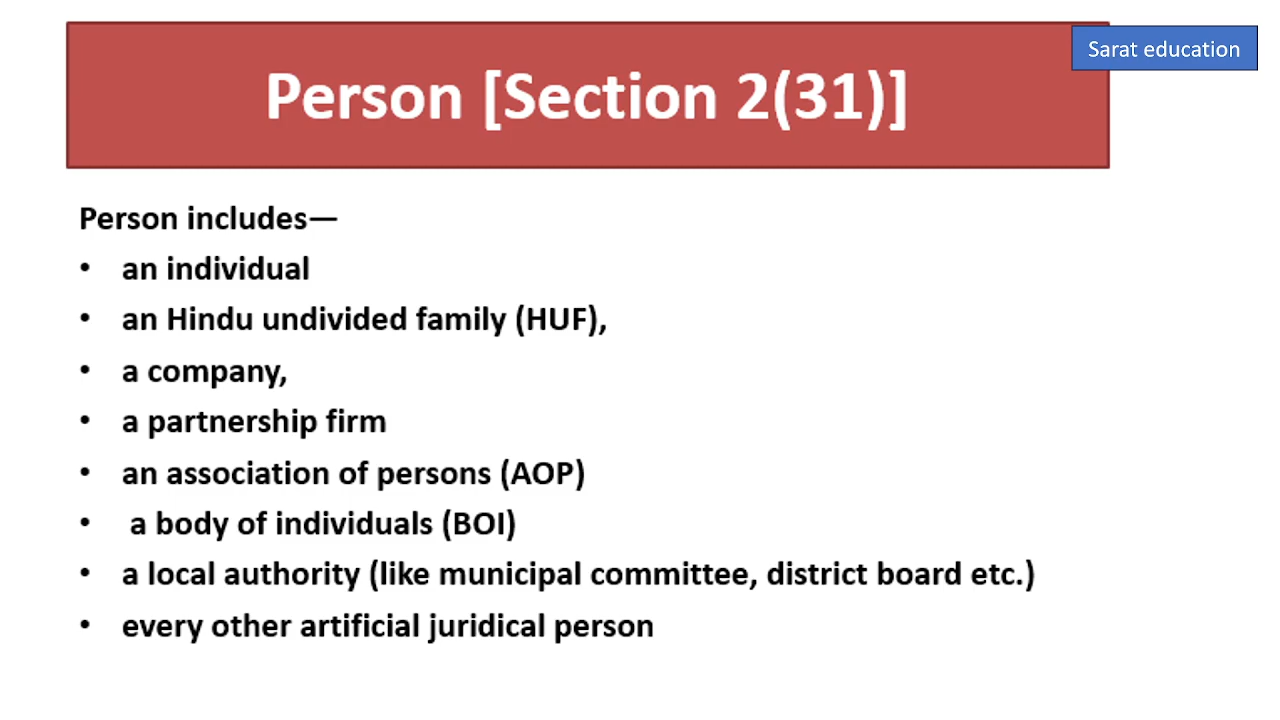 Sarat education
Person [Section 2(31)]
Person includes—
• an individual
• an Hindu undivided family (HUF),
• a company,
• a partnership firm
• an association of persons (AOP)
• a body of individuals (BOI)
• a local authority (like municipal committee, district board etc.)
• every other artificial juridical person